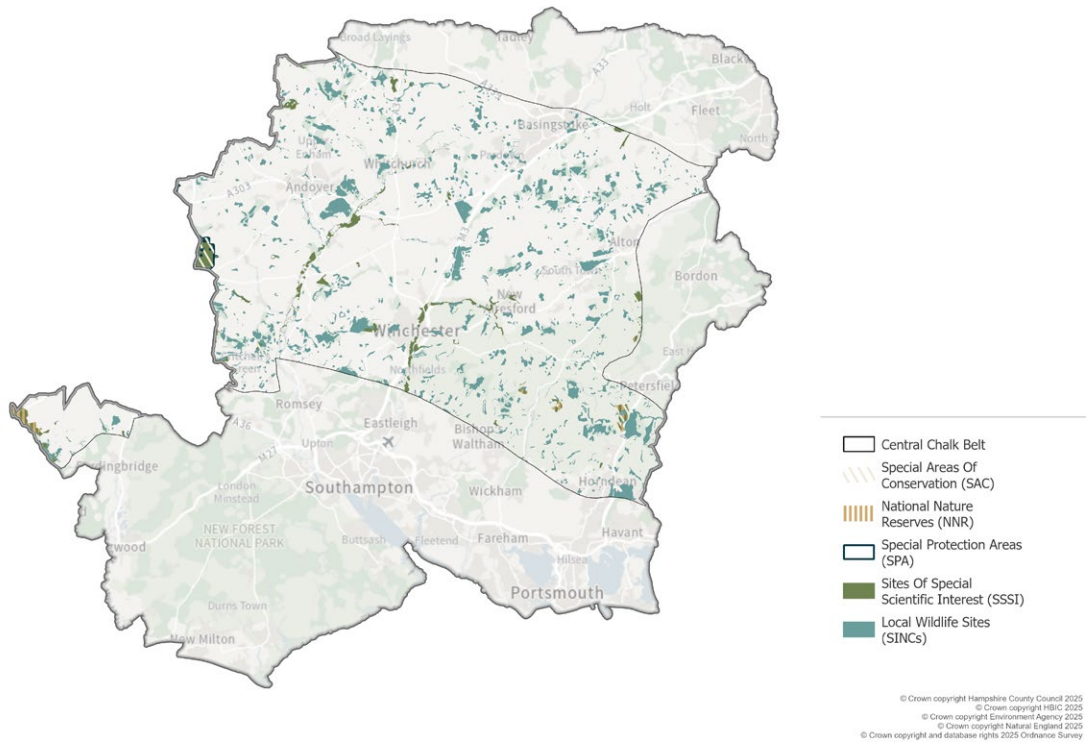 Broad Layings
Tadley
A33
Blackw
A303
Holt
Fleet
North
Basingstoke
Upper
Enham
Whitchurch
Andover
A303
M3
Alton
South Town
Bordon
New
Alresford
Winchester
Northfields
Petersfield
Romsey
A36
Eastleigh
Bishop
Waltham
Upton
Fordingbridge
M27
London
Minstead
Southampton
Wickham
Horndean
NEW FOREST
NATIONAL PARK
Buttsash
Fleetend
Fareham
Havant
Hilsea
Portsmouth
Durns Town
New Milton
Central Chalk Belt
Special Areas Of
Conservation (SAC)
National Nature
Reserves (NNR)
Special Protection Areas
(SPA)
Sites Of Special
Scientific Interest (SSSI)
Local Wildlife Sites
(SINCs)
© Crown copyright Hampshire County Council 2025
© Crown copyright HBIC 2025
© Crown copyright Environment Agency 2025
© Crown copyright Natural England 2025
© Crown copyright and database rights 2025 Ordnance Survey